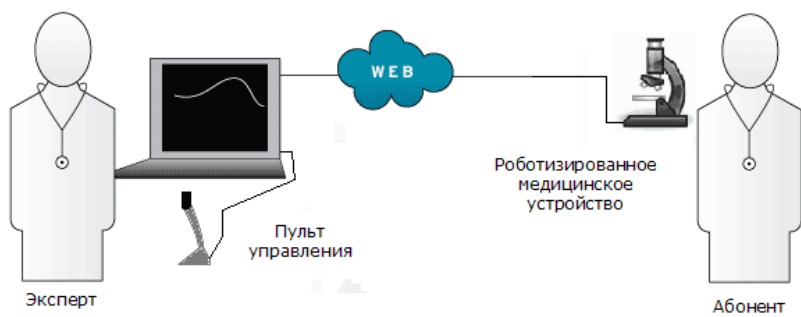 WEB
Роботизированное
медицинское
устройство
Пульт
управления
Эксперт
Абонент